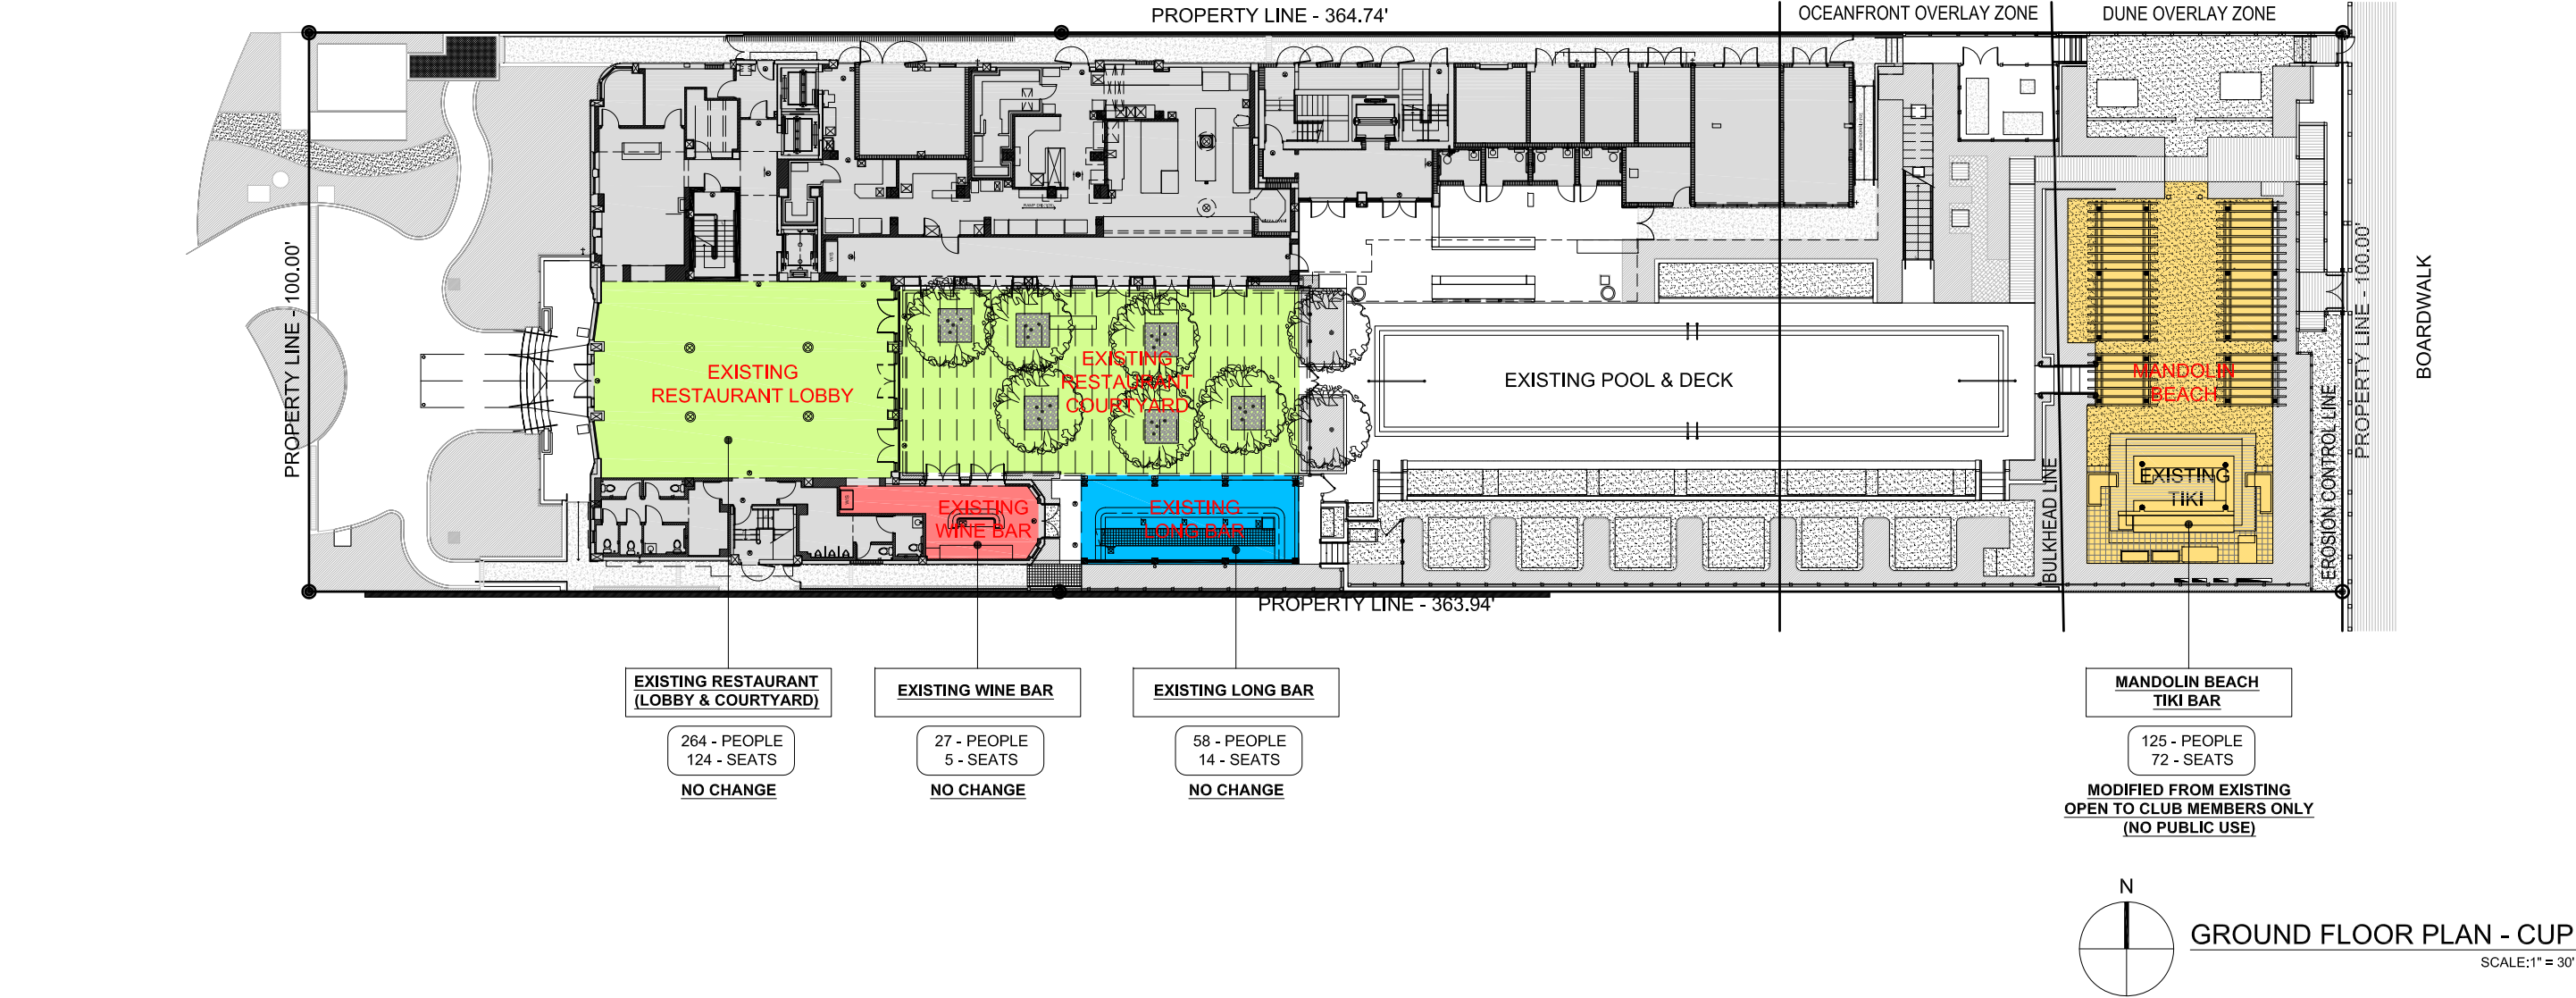 PROPERTY LINE - 364.74'
OCEANFRONT OVERLAY ZONE
DUNE OVERLAY ZONE
PROPERTY LINE - 100.00'
EXISTING
RESTAURANT LOBBY
EXISTING
RESTAURANT
COURTYARD
EXISTING POOL & DECK
MANDOLIN
BEACH
EXISTING
TIKI
EXISTING
WINE BAR
EXISTING
LONG BAR
BULKHEAD LINE
EROSION CONTROL LINE
PROPERTY LINE - 100.00'
BOARDWALK
PROPERTY LINE - 363.94'
EXISTING RESTAURANT
(LOBBY & COURTYARD)
264 - PEOPLE
124 - SEATS
NO CHANGE
EXISTING WINE BAR
27 - PEOPLE
5 - SEATS
NO CHANGE
EXISTING LONG BAR
58 - PEOPLE
14 - SEATS
NO CHANGE
MANDOLIN BEACH
TIKI BAR
125 - PEOPLE
72 - SEATS
MODIFIED FROM EXISTING
OPEN TO CLUB MEMBERS ONLY
(NO PUBLIC USE)
N
GROUND FLOOR PLAN - CUP
SCALE:1" = 30'